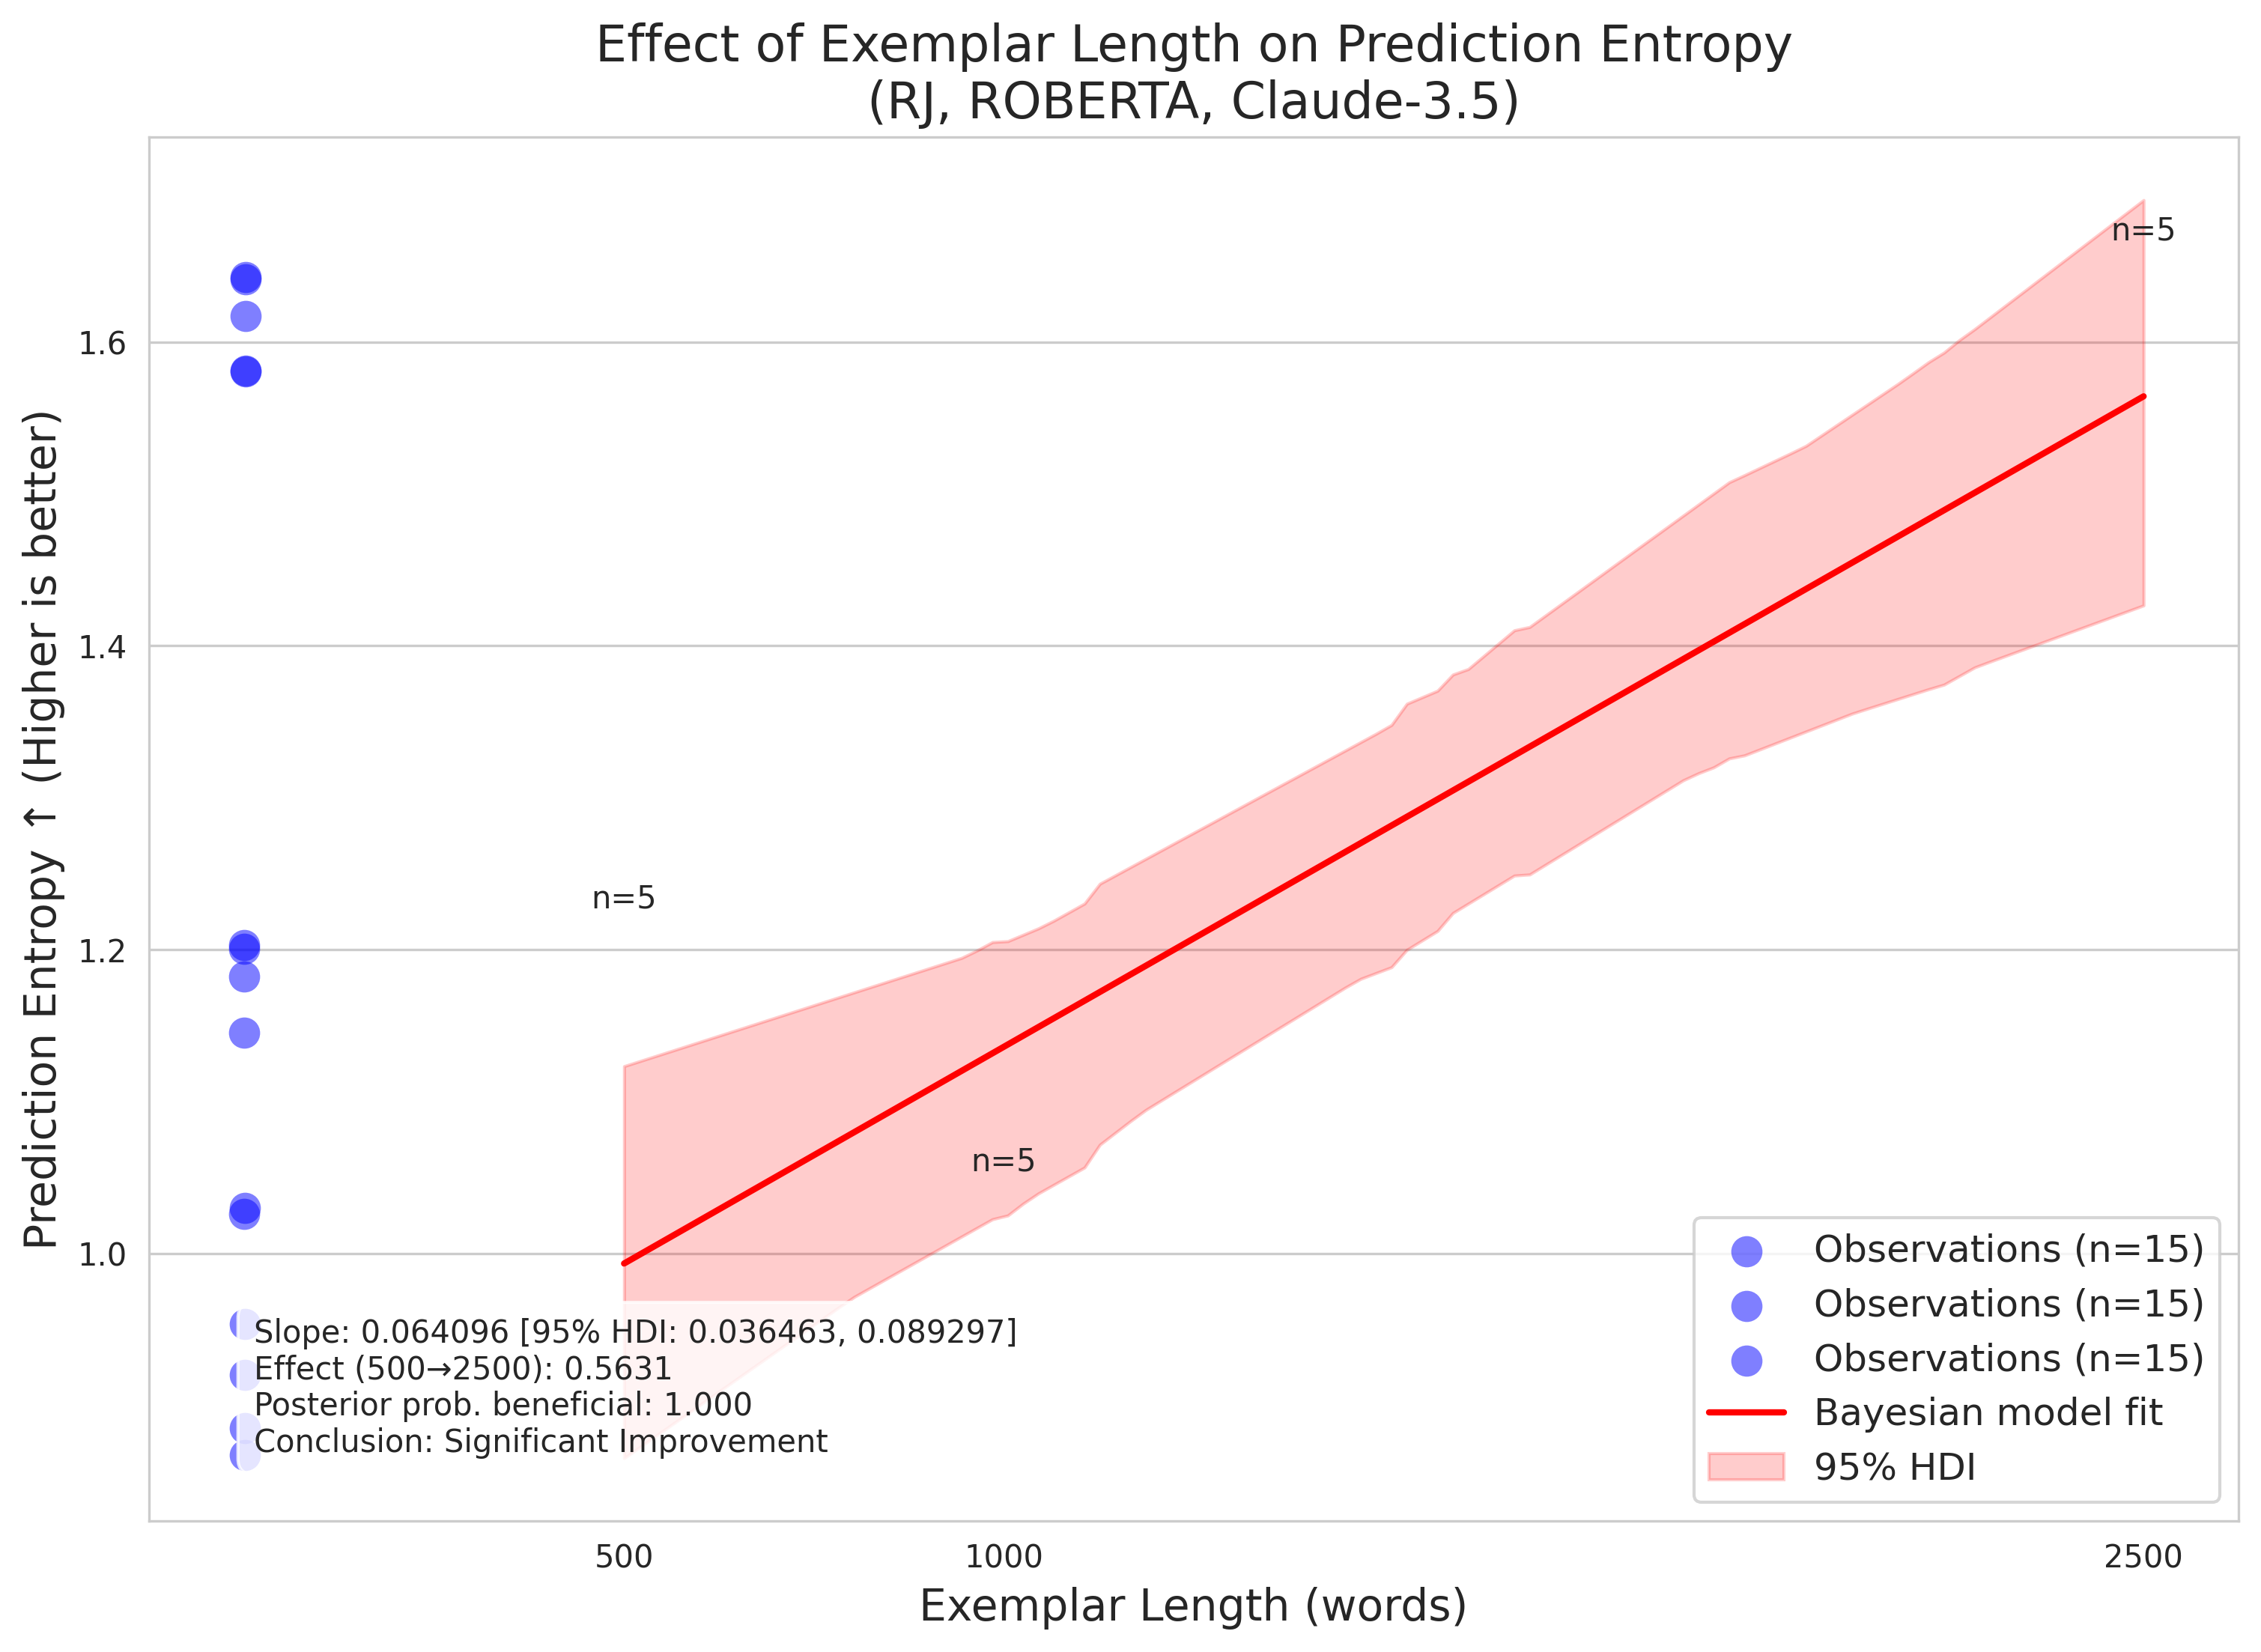 Effect of Exemplar Length on Prediction Entropy
(RJ, ROBERTA, Claude-3.5)
Prediction Entropy ↑ (Higher is better)
1.6
1.4
1.2
1.0
n=5
n=5
n=5
Slope: 0.064096 [95% HDI: 0.036463, 0.089297]
Effect (500→2500): 0.5631
Posterior prob. beneficial: 1.000
Conclusion: Significant Improvement
Observations (n=15)
Observations (n=15)
Observations (n=15)
Bayesian model fit
95% HDI
500
1000
2500
Exemplar Length (words)